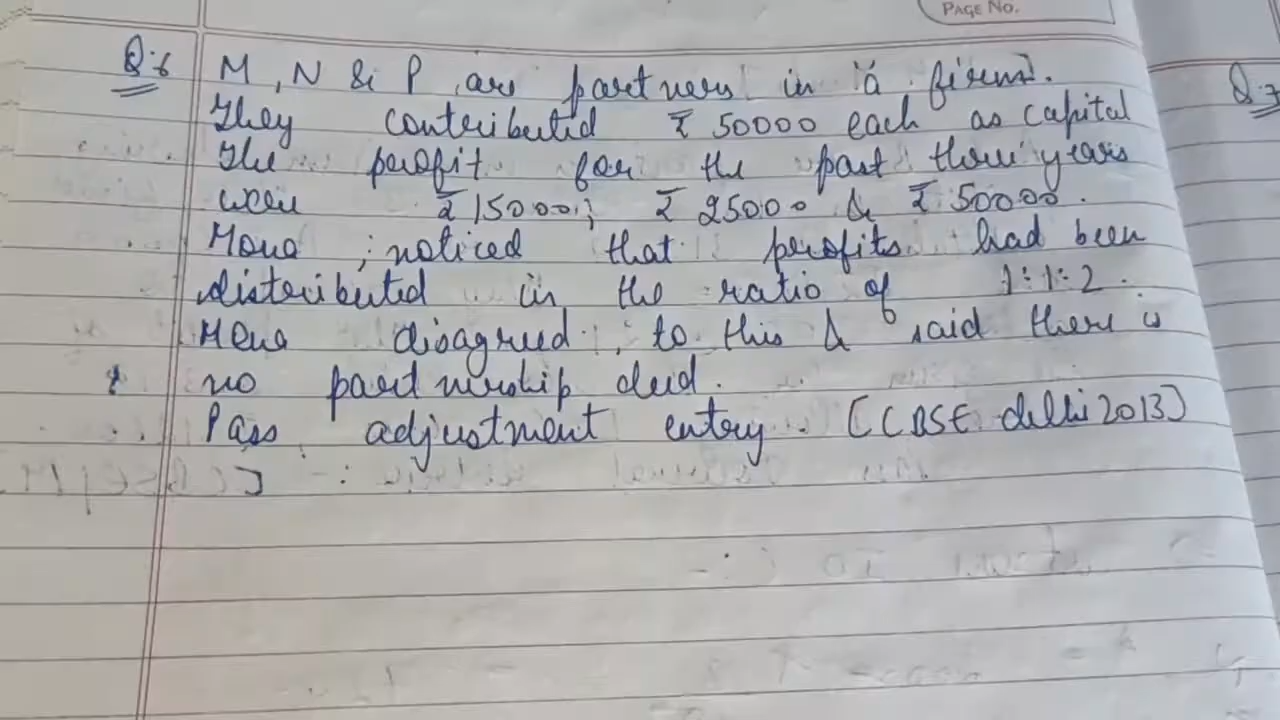 PAGE NO.
Q.6 M, N & P are partners in a firm.
They contributed ₹ 50000 each as capital
The profit for the past three years
were ₹ 15000, ₹ 25000 & ₹ 50000.
Mona noticed that profits had been
distributed in the ratio of 1:1:2.
Mona disagreed to this & said there is
no partnership deed.
Pass adjustment entry. [CBSE delhi 2013]
Q.7